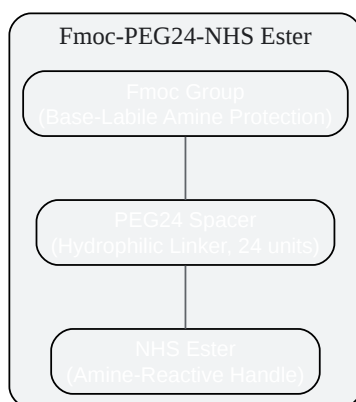 Fmoc-PEG24-NHS Ester
Fmoc Group
(Base-Labile Amine Protection)
PEG24 Spacer
(Hydrophilic Linker, 24 units)
NHS Ester
(Amine-Reactive Handle)